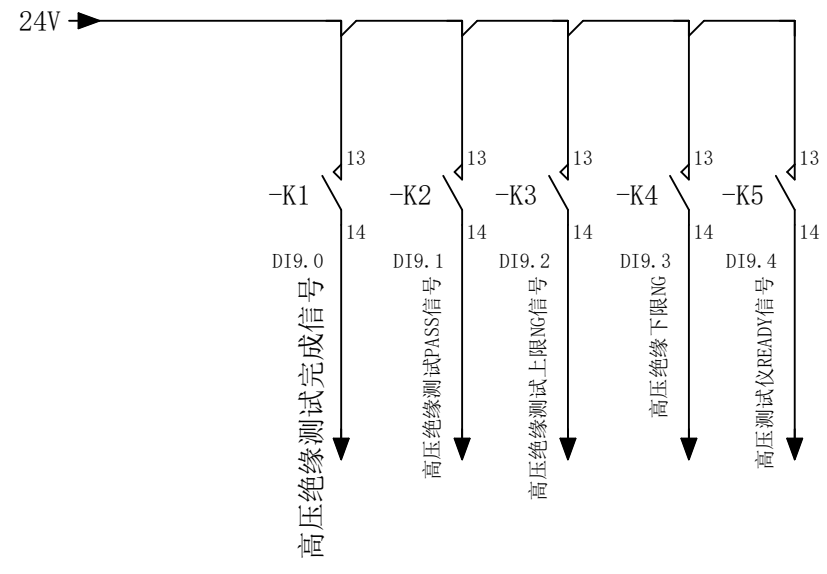 24V
13
13
13
13
13
-K1
-K2
-K3
-K4
-K5
14
14
14
14
14
DI9.0
DI9.1
DI9.2
DI9.3
DI9.4
高压绝缘测试完成信号
高压绝缘测试PASS信号
高压绝缘测试上限NG信号
高压绝缘下限NG
高压测试仪READY信号